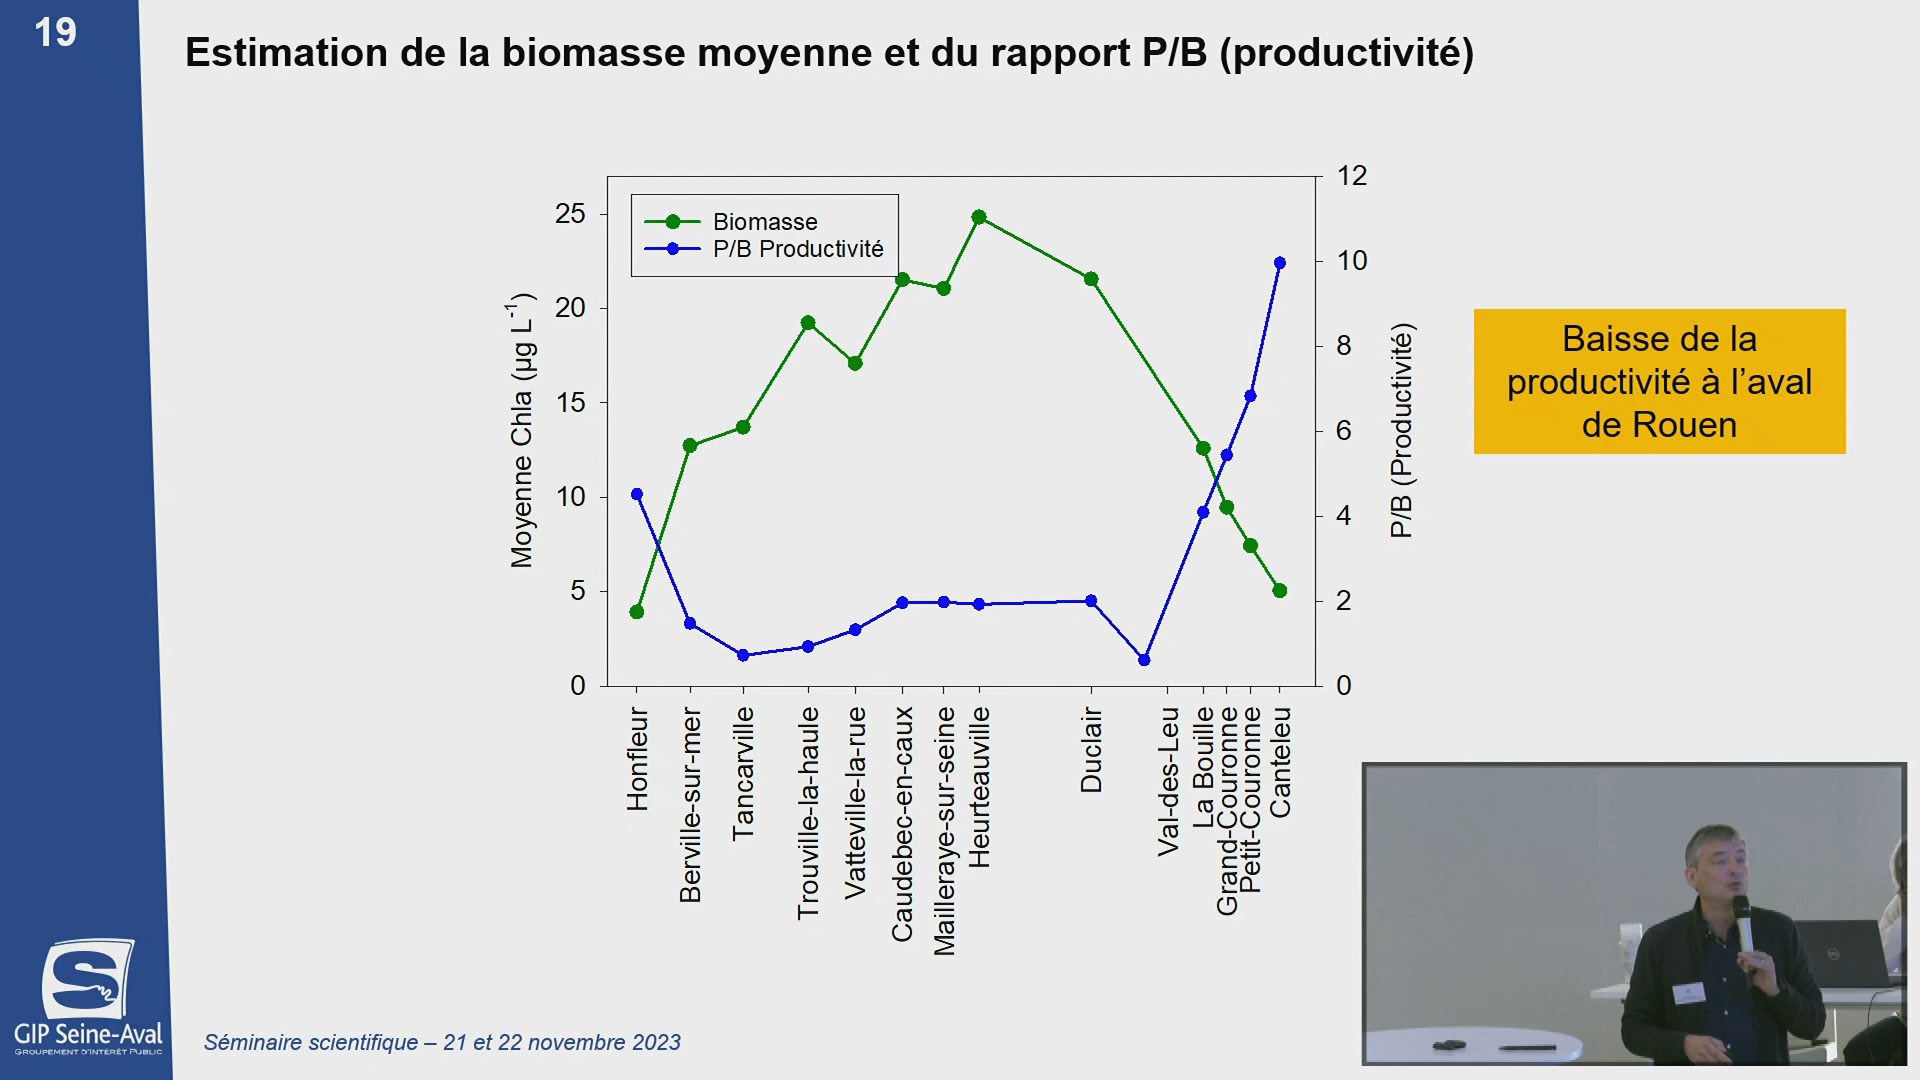 19
Estimation de la biomasse moyenne et du rapport P/B (productivité)
Biomasse
P/B Productivité
Moyenne Chla (µg L-1)
25
20
15
10
5
0
12
10
8
6
4
2
0
P/B (Productivité)
Honfleur
Berville-sur-mer
Tancarville
Trouville-la-haule
Vatteville-la-rue
Caudebec-en-caux
Mailleraye-sur-seine
Heurteauville
Duclair
Val-des-Leu
La Bouille
Grand-Couronne
Petit-Couronne
Canteleu
Baisse de la
productivité à l’aval
de Rouen
GIP Seine-Aval
GROUPEMENT D'INTÉRÊT PUBLIC
Séminaire scientifique – 21 et 22 novembre 2023